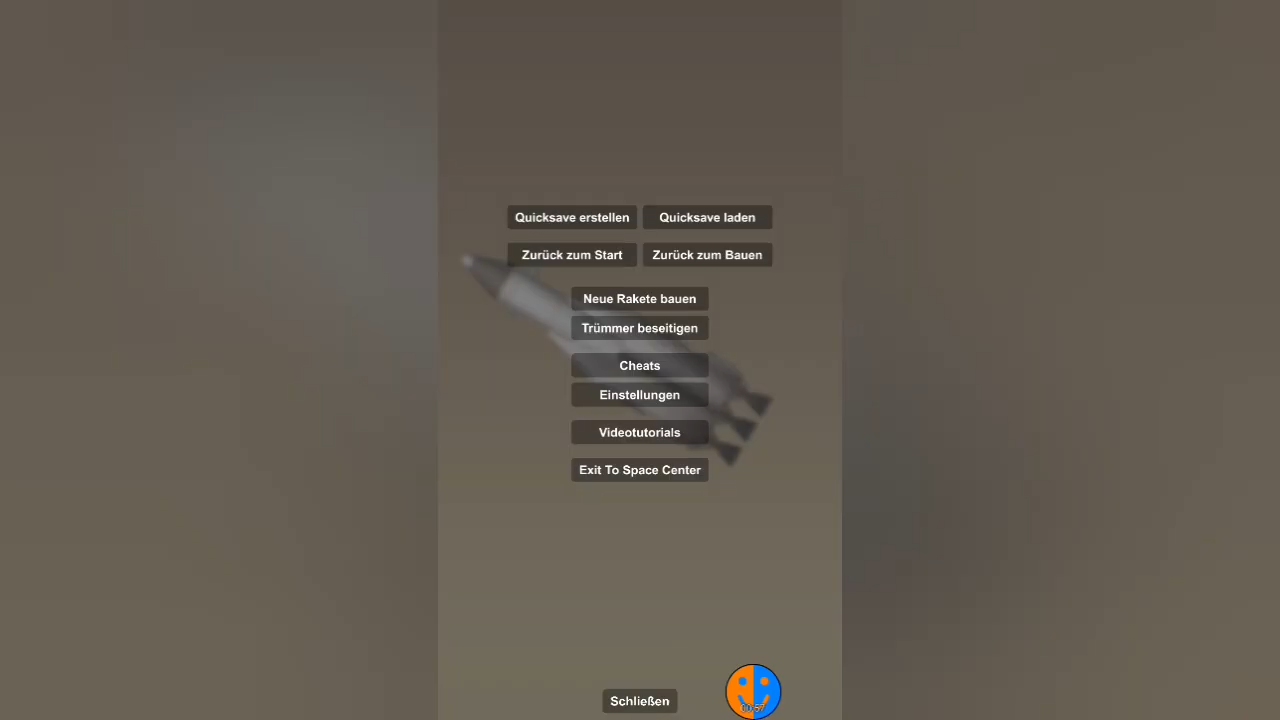 Quicksave erstellen Quicksave laden
Zurück zum Start Zurück zum Bauen
Neue Rakete bauen
Trümmer beseitigen
Cheats
Einstellungen
Videotutorials
Exit To Space Center
Schließen